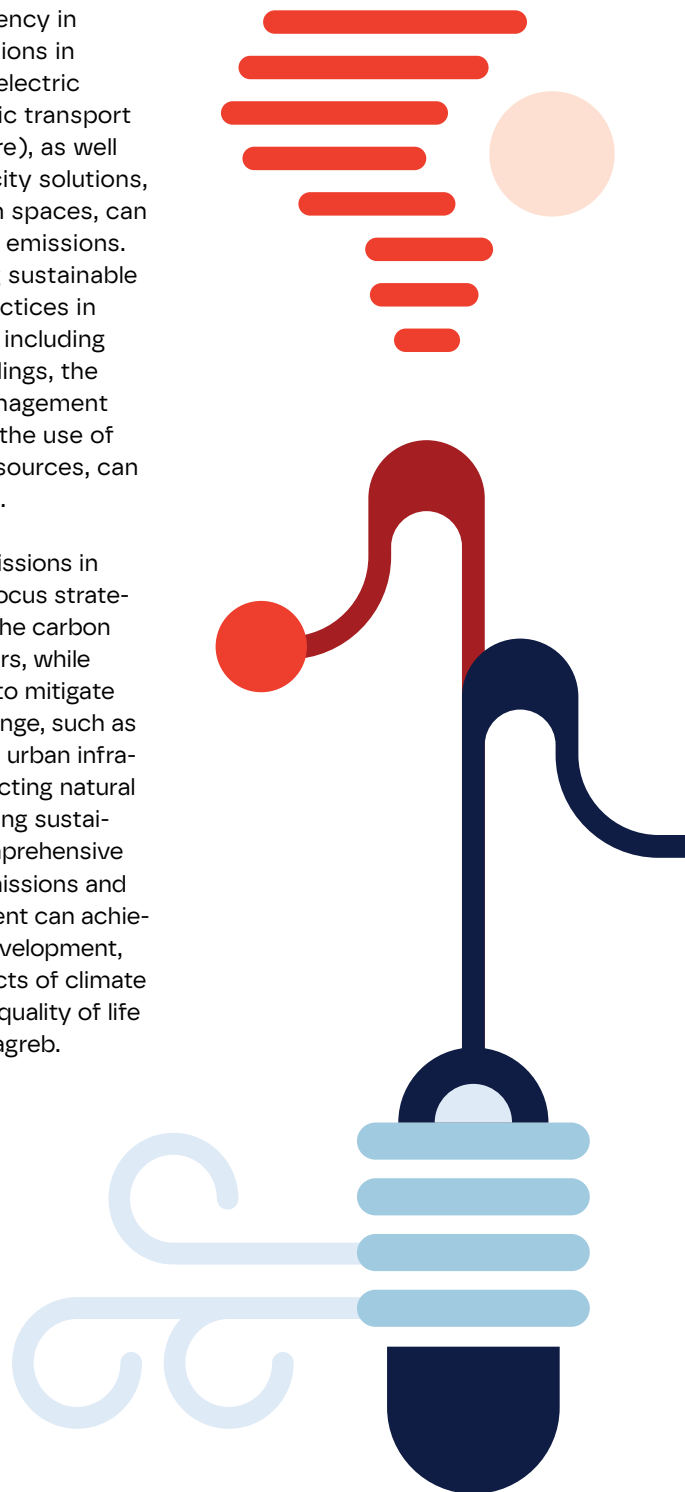 ency in
ions in
electric
ic transport
re), as well
city solutions,
n spaces, can
emissions.
sustainable
ctices in
including
lings, the
nagement
the use of
sources, can
.
issions in
ocus strate-
he carbon
rs, while
to mitigate
nge, such as
urban infra-
cting natural
ing sustai-
mprehensive
nissions and
ent can achie-
velopment,
cts of climate
quality of life
agreb.